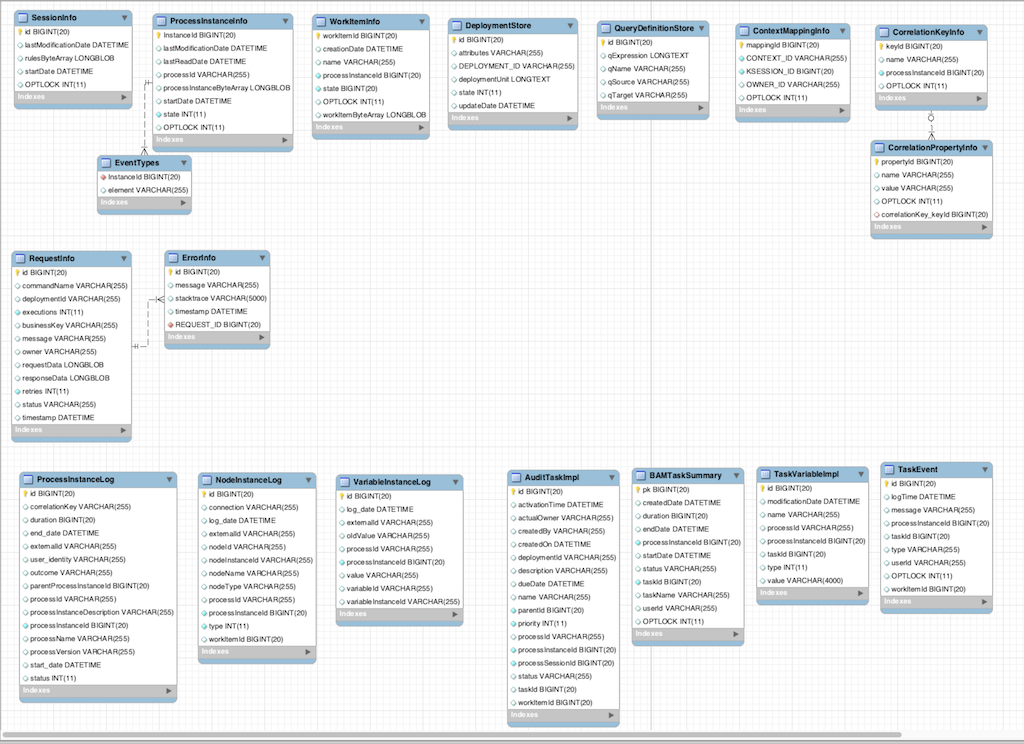 SessionInfo
id BIGINT(20)
lastModificationDate DATETIME
rulesByteArray LONGBLOB
startDate DATETIME
OPTLOCK INT(11)
Indexes
ProcessInstanceInfo
InstanceId BIGINT(20)
lastModificationDate DATETIME
lastReadDate DATETIME
processId VARCHAR(255)
processInstanceByteArray LONGBLOB
startDate DATETIME
state INT(11)
OPTLOCK INT(11)
Indexes
WorkItemInfo
workItemId BIGINT(20)
creationDate DATETIME
name VARCHAR(255)
processInstanceId BIGINT(20)
state BIGINT(20)
OPTLOCK INT(11)
workItemByteArray LONGBLOB
Indexes
DeploymentStore
id BIGINT(20)
attributes VARCHAR(255)
DEPLOYMENT_ID VARCHAR(255)
deploymentUnit LONGTEXT
state INT(11)
updateDate DATETIME
Indexes
QueryDefinitionStore
id BIGINT(20)
qExpression LONGTEXT
qName VARCHAR(255)
qSource VARCHAR(255)
qTarget VARCHAR(255)
Indexes
ContextMappingInfo
mappingId BIGINT(20)
CONTEXT_ID VARCHAR(255)
KSESSION_ID BIGINT(20)
OWNER_ID VARCHAR(255)
OPTLOCK INT(11)
Indexes
CorrelationKeyInfo
keyId BIGINT(20)
name VARCHAR(255)
processInstanceId BIGINT(20)
OPTLOCK INT(11)
Indexes
EventTypes
InstanceId BIGINT(20)
element VARCHAR(255)
Indexes
CorrelationPropertyInfo
propertyId BIGINT(20)
name VARCHAR(255)
value VARCHAR(255)
OPTLOCK INT(11)
correlationKey_keyId BIGINT(20)
Indexes
RequestInfo
id BIGINT(20)
commandName VARCHAR(255)
deploymentId VARCHAR(255)
executions INT(11)
businessKey VARCHAR(255)
message VARCHAR(255)
owner VARCHAR(255)
requestData LONGBLOB
responseData LONGBLOB
retries INT(11)
status VARCHAR(255)
timestamp DATETIME
Indexes
ErrorInfo
id BIGINT(20)
message VARCHAR(255)
stacktrace VARCHAR(5000)
timestamp DATETIME
REQUEST_ID BIGINT(20)
Indexes
ProcessInstanceLog
id BIGINT(20)
correlationKey VARCHAR(255)
duration BIGINT(20)
end_date DATETIME
externalId VARCHAR(255)
user_identity VARCHAR(255)
outcome VARCHAR(255)
parentProcessInstanceId BIGINT(20)
processId VARCHAR(255)
processInstanceDescription VARCHAR(255)
processInstanceId BIGINT(20)
processName VARCHAR(255)
processVersion VARCHAR(255)
start_date DATETIME
status INT(11)
Indexes
NodeInstanceLog
id BIGINT(20)
connection VARCHAR(255)
log_date DATETIME
externalId VARCHAR(255)
nodeId VARCHAR(255)
nodeInstanceId VARCHAR(255)
nodeName VARCHAR(255)
nodeType VARCHAR(255)
processId VARCHAR(255)
processInstanceId BIGINT(20)
type INT(11)
workItemId BIGINT(20)
Indexes
VariableInstanceLog
id BIGINT(20)
log_date DATETIME
externalId VARCHAR(255)
oldValue VARCHAR(255)
processId VARCHAR(255)
processInstanceId BIGINT(20)
value VARCHAR(255)
variableId VARCHAR(255)
variableInstanceId VARCHAR(255)
Indexes
AuditTaskImpl
id BIGINT(20)
activationTime DATETIME
actualOwner VARCHAR(255)
createdBy VARCHAR(255)
createdOn DATETIME
deploymentId VARCHAR(255)
description VARCHAR(255)
dueDate DATETIME
name VARCHAR(255)
parentId BIGINT(20)
priority INT(11)
processId VARCHAR(255)
processInstanceId BIGINT(20)
processSessionId BIGINT(20)
status VARCHAR(255)
taskId BIGINT(20)
workItemId BIGINT(20)
Indexes
BAMTaskSummary
pk BIGINT(20)
createdDate DATETIME
duration BIGINT(20)
endDate DATETIME
processInstanceId BIGINT(20)
startDate DATETIME
status VARCHAR(255)
taskId BIGINT(20)
taskName VARCHAR(255)
userId VARCHAR(255)
OPTLOCK INT(11)
Indexes
TaskVariableImpl
id BIGINT(20)
modificationDate DATETIME
name VARCHAR(255)
processId VARCHAR(255)
processInstanceId BIGINT(20)
taskId BIGINT(20)
type INT(11)
value VARCHAR(4000)
Indexes
TaskEvent
id BIGINT(20)
logTime DATETIME
message VARCHAR(255)
processInstanceId BIGINT(20)
taskId BIGINT(20)
type VARCHAR(255)
userId VARCHAR(255)
OPTLOCK INT(11)
workItemId BIGINT(20)
Indexes